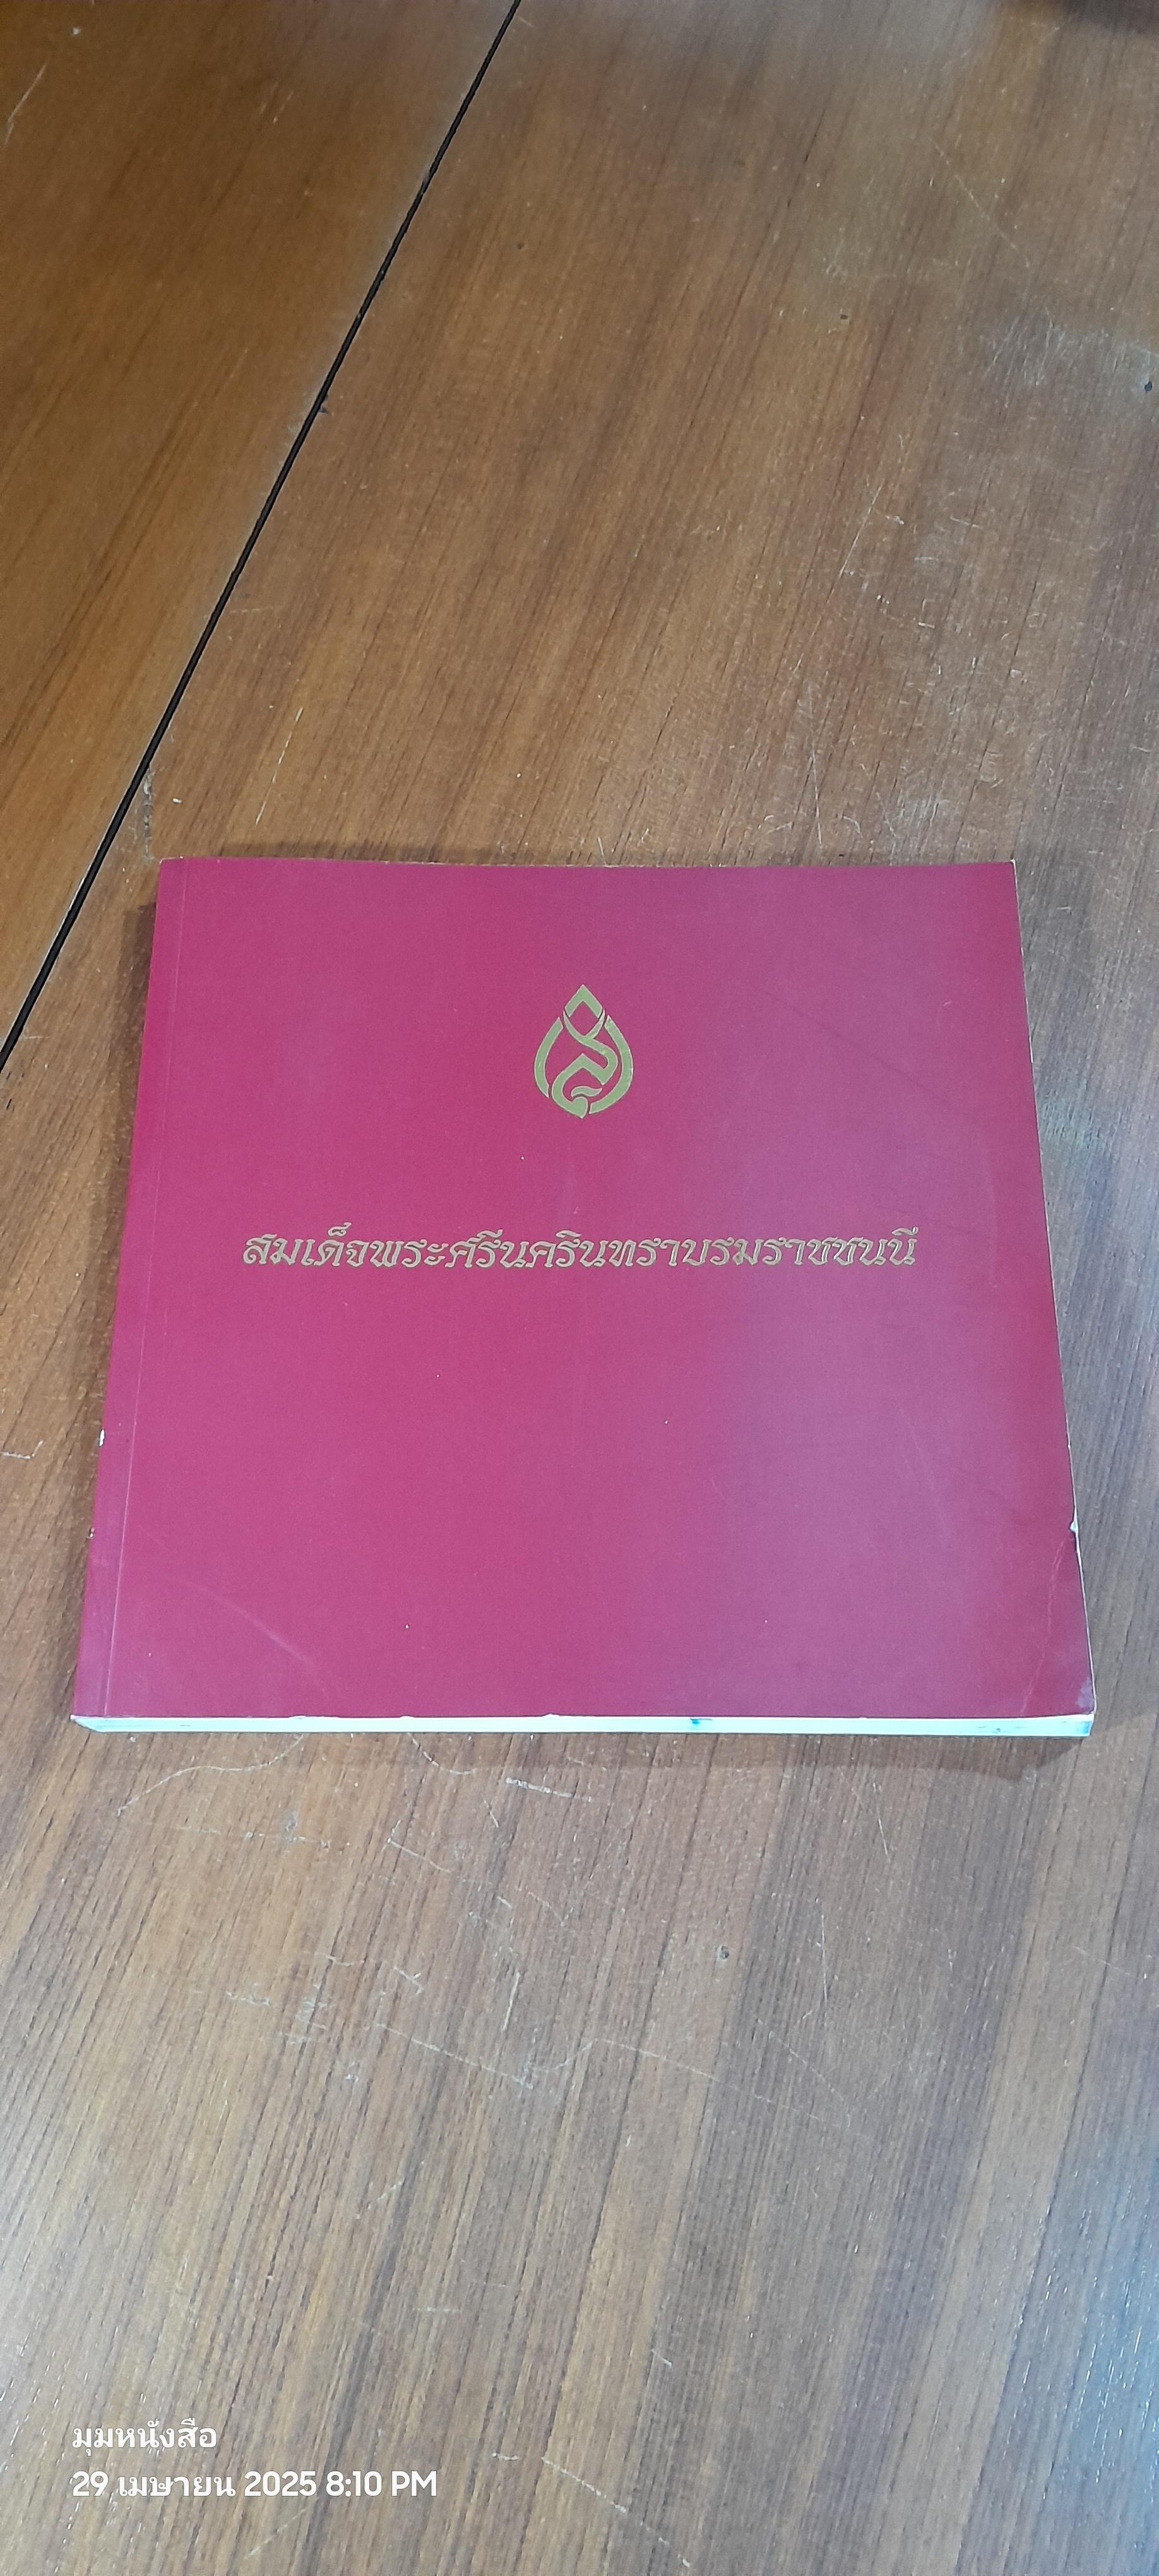 สมเด็จพระศรีนครินทราบรมราชชนนี
มุมหนังสือ
29 เมษายน 2025 8:10 PM